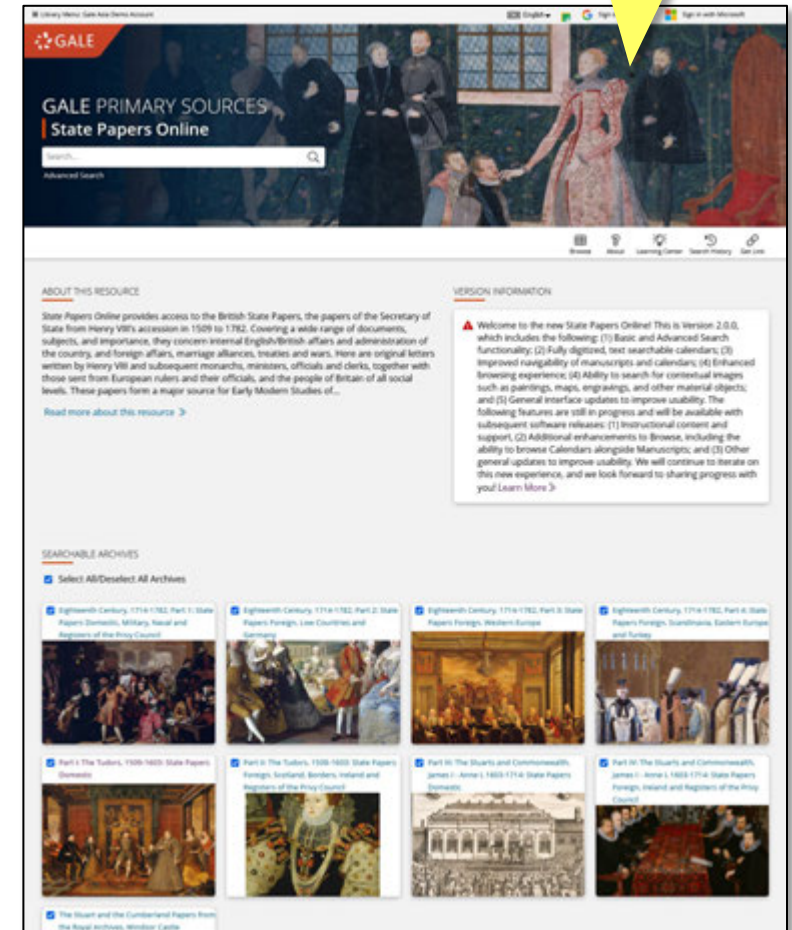 Library Menu: Gale Asia Demo Account
English
Sign in with Microsoft
GALE
GALE PRIMARY SOURCES
State Papers Online
Search...
Advanced Search
Browse
About
Learning Center
Search History
Get Link
ABOUT THIS RESOURCE
State Papers Online provides access to the British State Papers, the papers of the Secretary of
State from Henry VIII's accession in 1509 to 1782. Covering a wide range of documents,
subjects, and importance, they concern internal English/British affairs and administration of
the country, and foreign affairs, marriage alliances, treaties and wars. Here are original letters
written by Henry VIII and subsequent monarchs, ministers, officials and clerks, together with
those sent from European rulers and their officials, and the people of Britain of all social
levels. These papers form a major source for Early Modern Studies of...
Read more about this resource
VERSION INFORMATION
Welcome to the new State Papers Online! This is Version 2.0.0,
which includes the following: (1) Basic and Advanced Search
functionality; (2) Fully digitized, text searchable calendars; (3)
Improved navigability of manuscripts and calendars; (4) Enhanced
browsing experience; (4) Ability to search for contextual images
such as paintings, maps, engravings, and other material objects;
and (5) General interface updates to improve usability. The
following features are still in progress and will be available with
subsequent software releases: (1) Instructional content and
support, (2) Additional enhancements to Browse, including the
ability to browse Calendars alongside Manuscripts; and (3) Other
general updates to improve usability. We will continue to iterate on
this new experience, and we look forward to sharing progress with
you! Learn More
SEARCHABLE ARCHIVES
Select All/Deselect All Archives
Eighteenth Century, 1714-1782, Part 1: State
Papers Domestic, Military, Naval and
Registers of the Privy Council
Eighteenth Century, 1714-1782, Part 2: State
Papers Foreign, Low Countries and
Germany
Eighteenth Century, 1714-1782, Part 3: State
Papers Foreign, Western Europe
Eighteenth Century, 1714-1782, Part 4: State
Papers Foreign, Scandinavia, Eastern Europe
and Turkey
Part I: The Tudors, 1509-1603: State Papers
Domestic
Part II: The Tudors, 1509-1603: State Papers
Foreign, Scotland, Borders, Ireland and
Registers of the Privy Council
Part III: The Stuarts and Commonwealth,
James I - Anne I, 1603-1714: State Papers
Domestic
Part IV: The Stuarts and Commonwealth,
James I - Anne I, 1603-1714: State Papers
Foreign, Ireland and Registers of the Privy
Council
The Stuart and the Cumberland Papers from
the Royal Archives, Windsor Castle